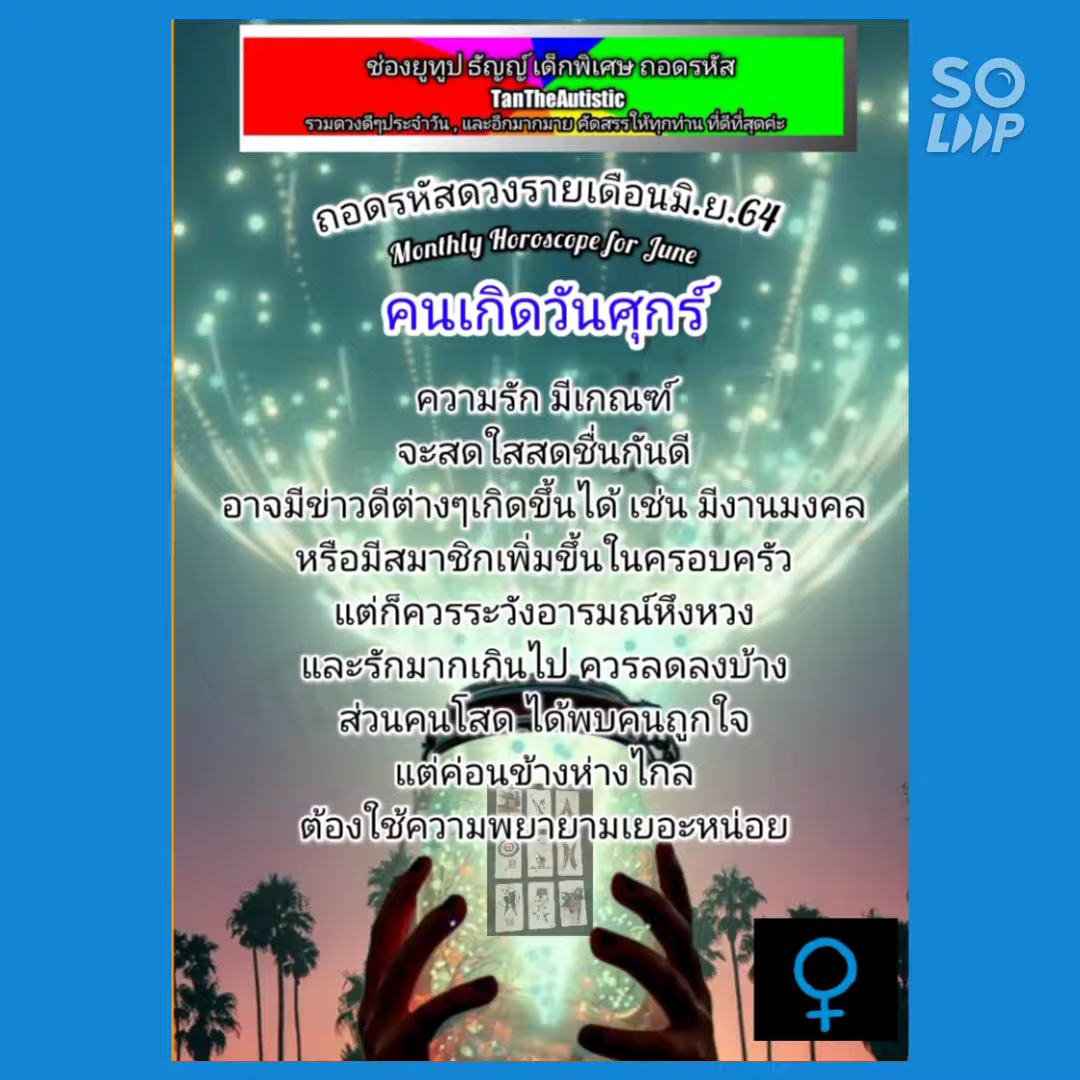 ช่องยูทูป ธัญญ์ เด็กพิเศษ ถอดรหัส
TanTheAutistic
รวมดวงดีๆประจำวัน , และอีกมากมาย คัดสรรให้ทุกท่าน ที่ดีที่สุดค่ะ
SO
LOOP
ถอดรหัสดวงรายเดือนมิ.ย.64
Monthly Horoscope for June
คนเกิดวันศุกร์
ความรัก มีเกณฑ์
จะสดใสสดชื่นกันดี
อาจมีข่าวดีต่างๆเกิดขึ้นได้ เช่น มีงานมงคล
หรือมีสมาชิกเพิ่มขึ้นในครอบครัว
แต่ก็ควรระวังอารมณ์หึงหวง
และรักมากเกินไป ควรลดลงบ้าง
ส่วนคนโสด ได้พบคนถูกใจ
แต่ค่อนข้างห่างไกล
ต้องใช้ความพยายามเยอะหน่อย